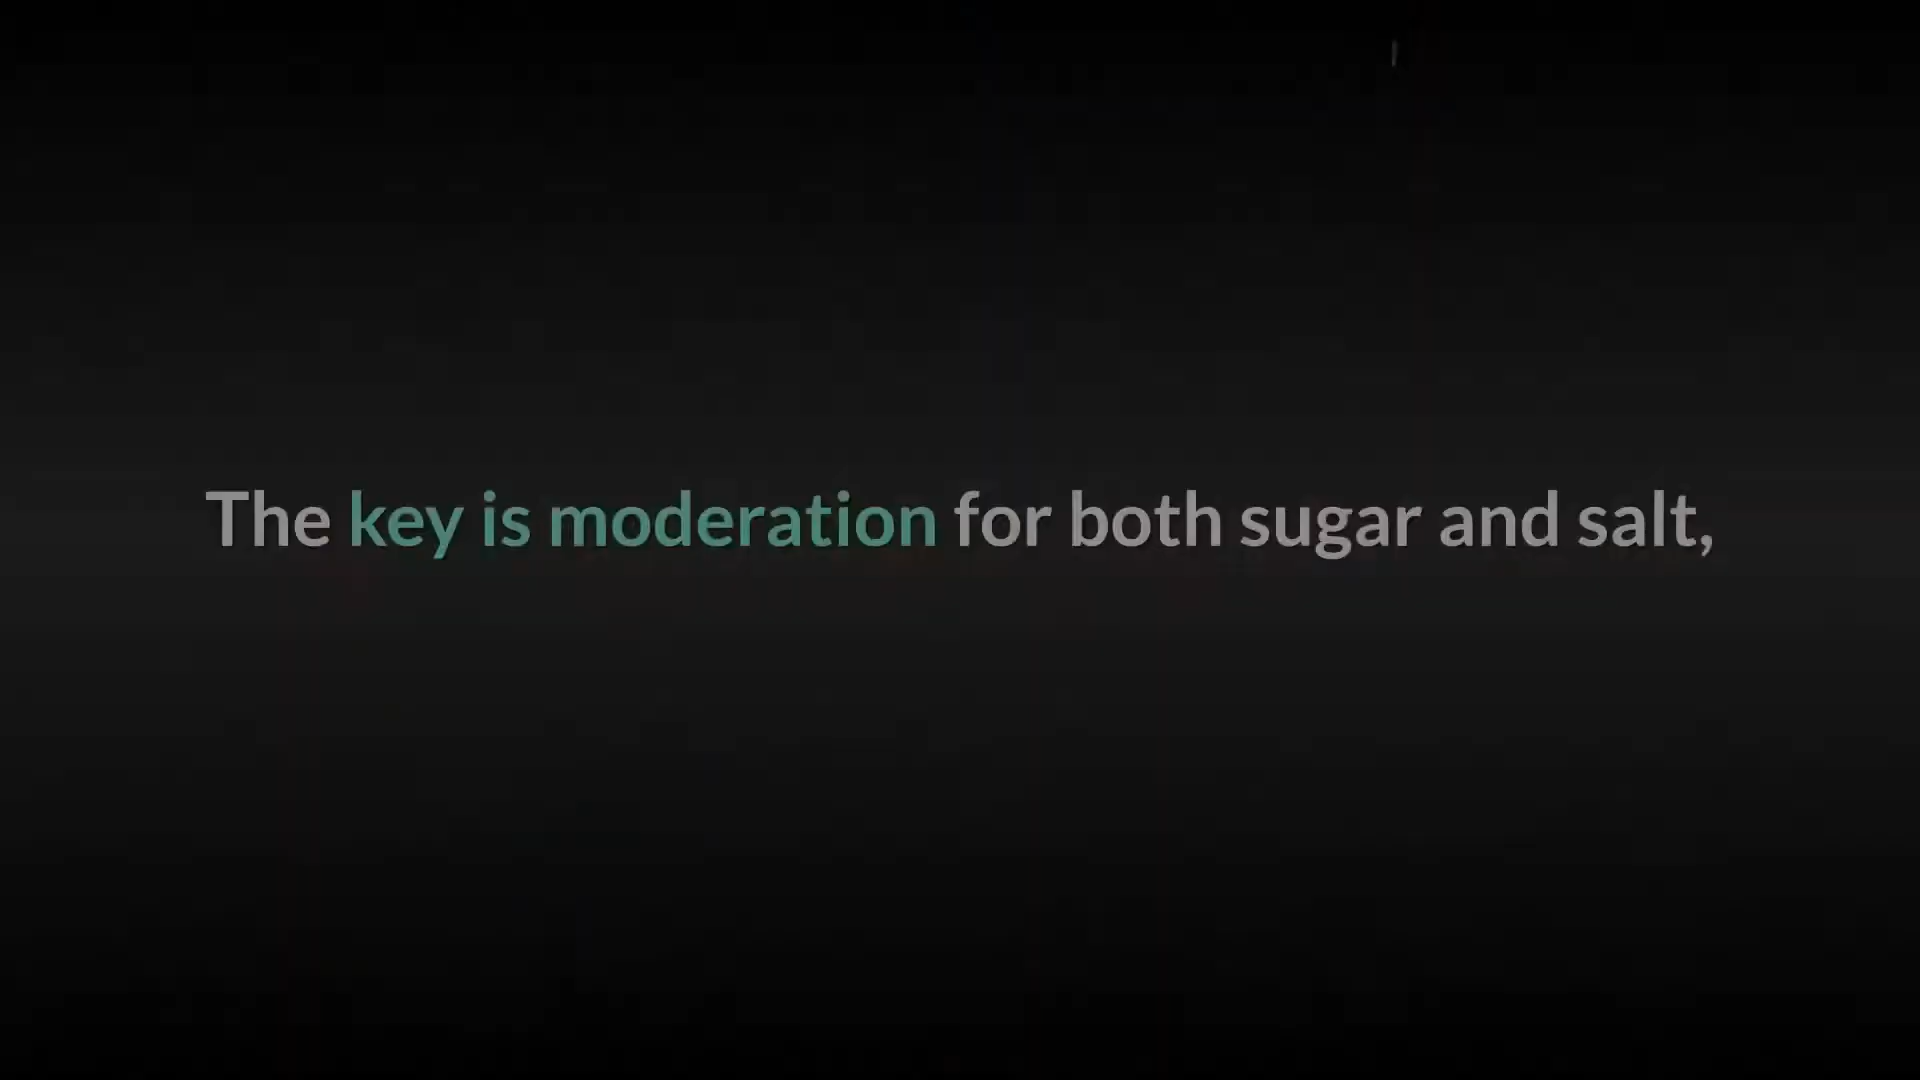 The key is moderation for both sugar and salt,